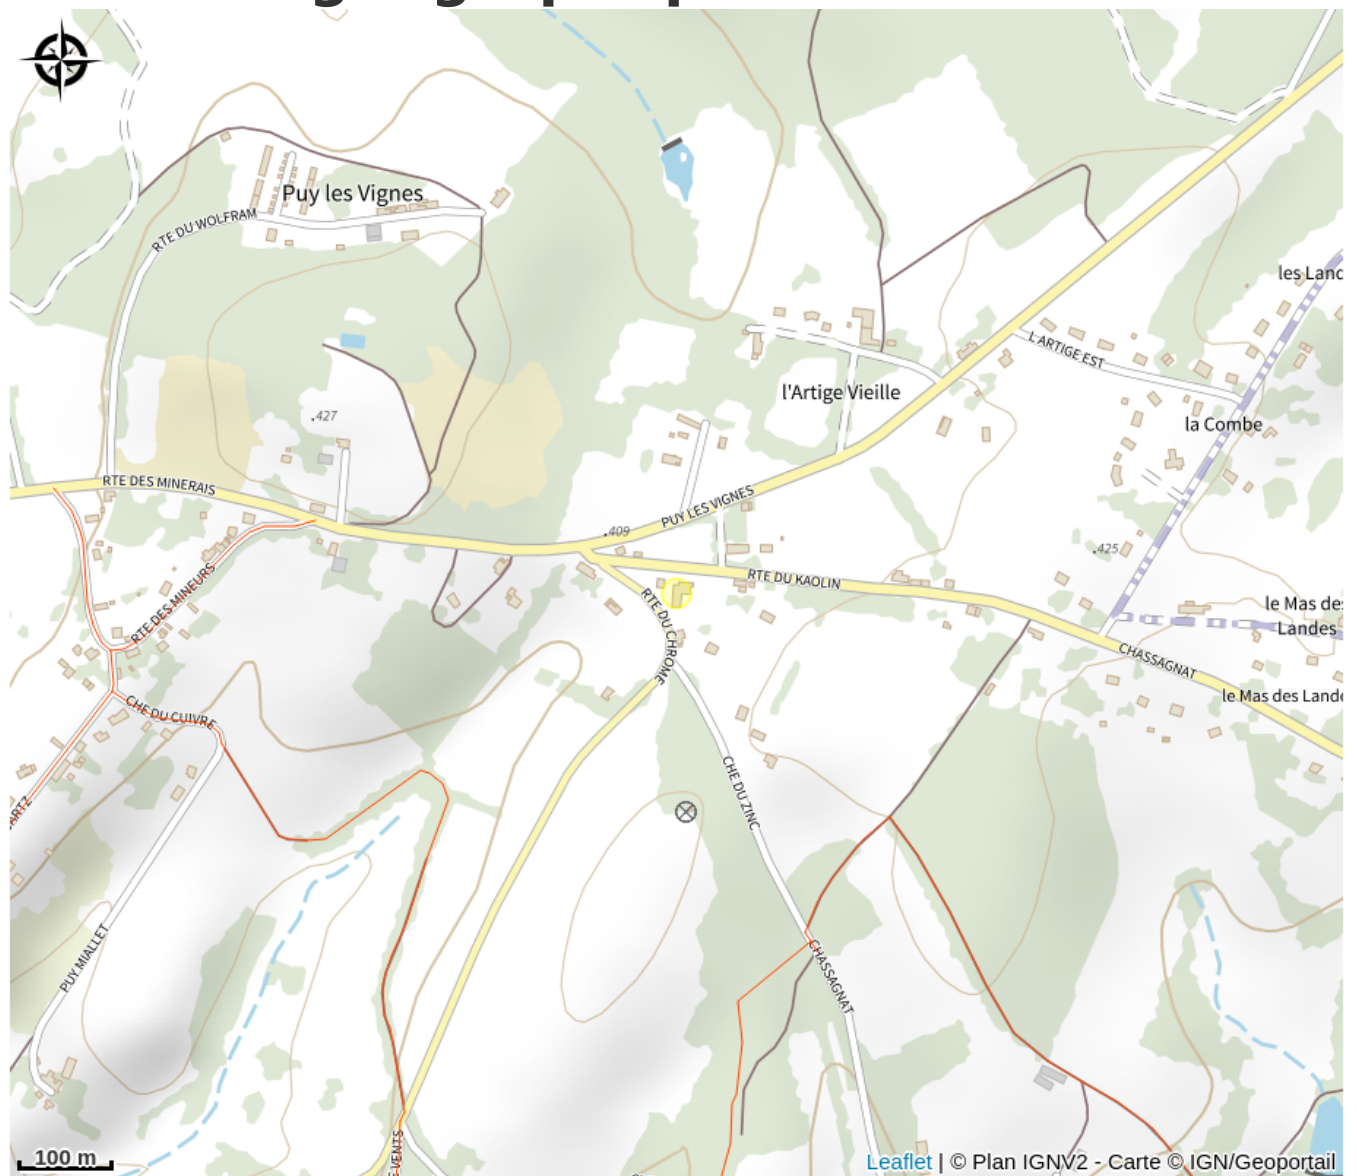 Puy les Vignes
RTE DU WOLFRAM
les Land
L'ARTIGE EST
l'Artige Vieille
427
la Combe
RTE DES MINERAIS
PUY LES VIGNES
409
425
RTE DU KAOLIN
RTE DES MINEURS
RTE DU CHROME
le Mas des
Landes
CHASSAGNAT
le Mas des Lande
CHE DU CUIVRE
CHE DU ZINC
ARTZ
PUY MIALLET
CHASSAGNAT
E VENTS
100 m
Leaflet | © Plan IGNV2 - Carte © IGN/Geoportail